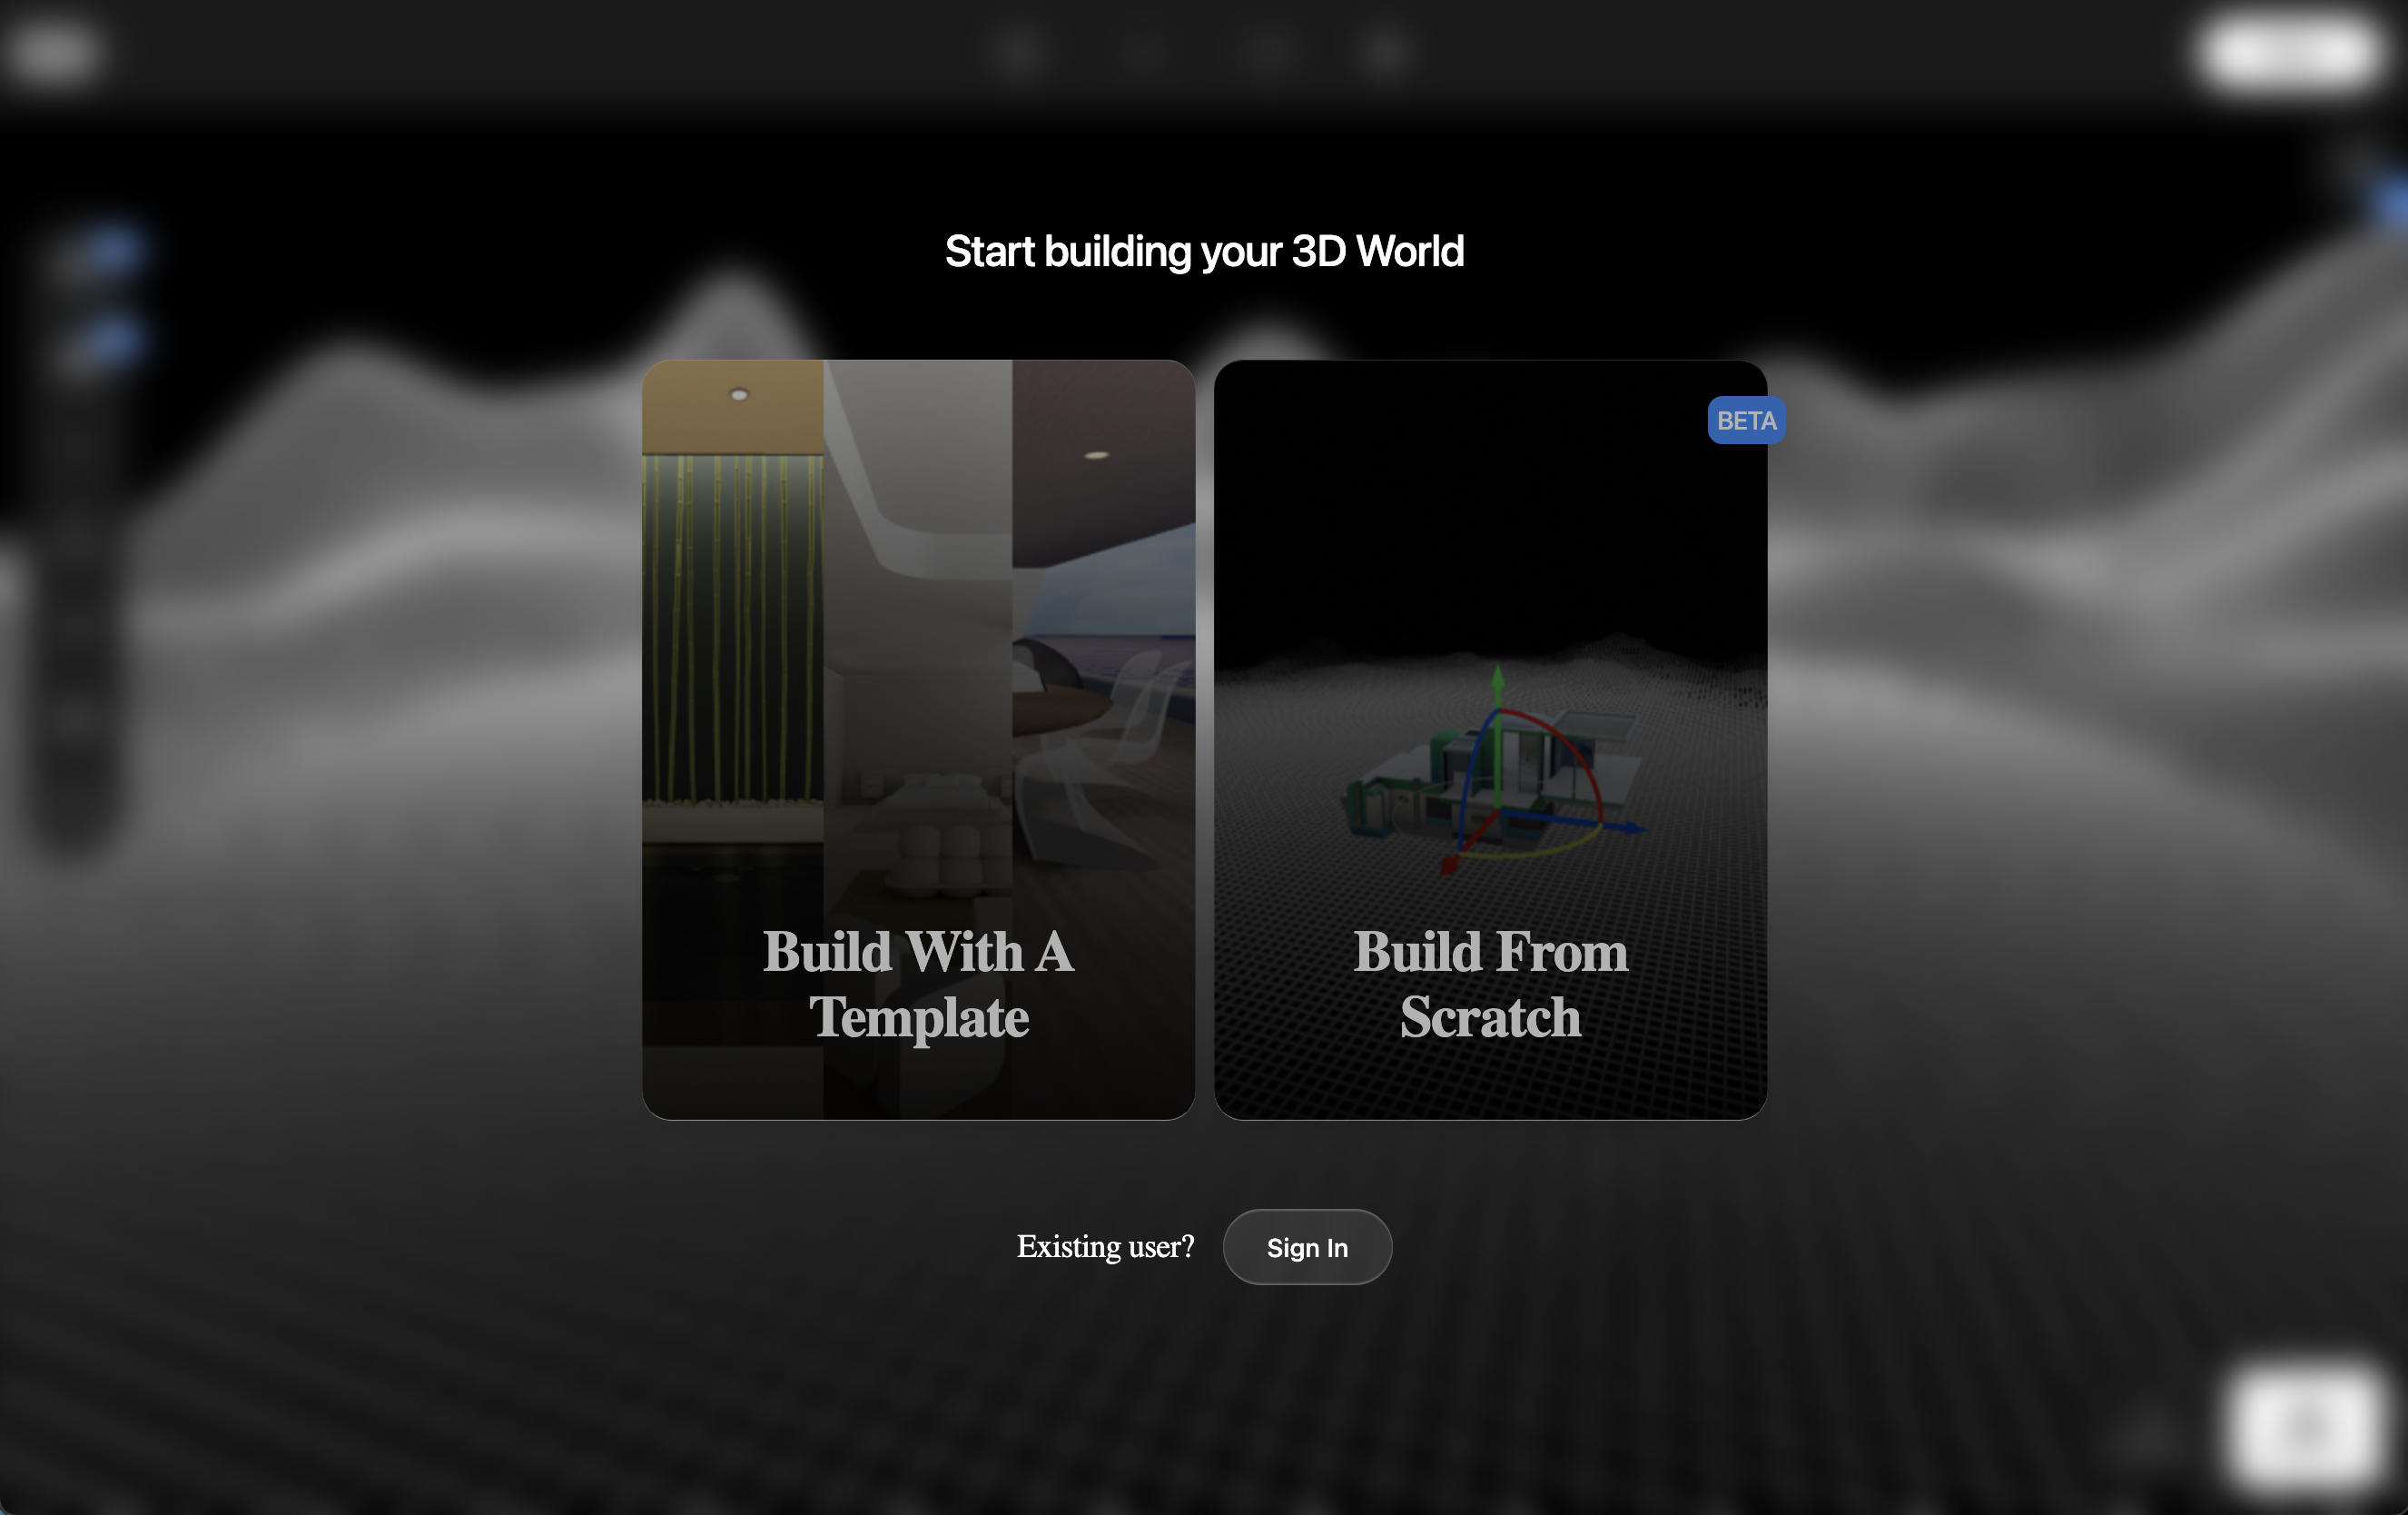 Start building your 3D World
BETA
Build With A
Template
Build From
Scratch
Existing user?
Sign In